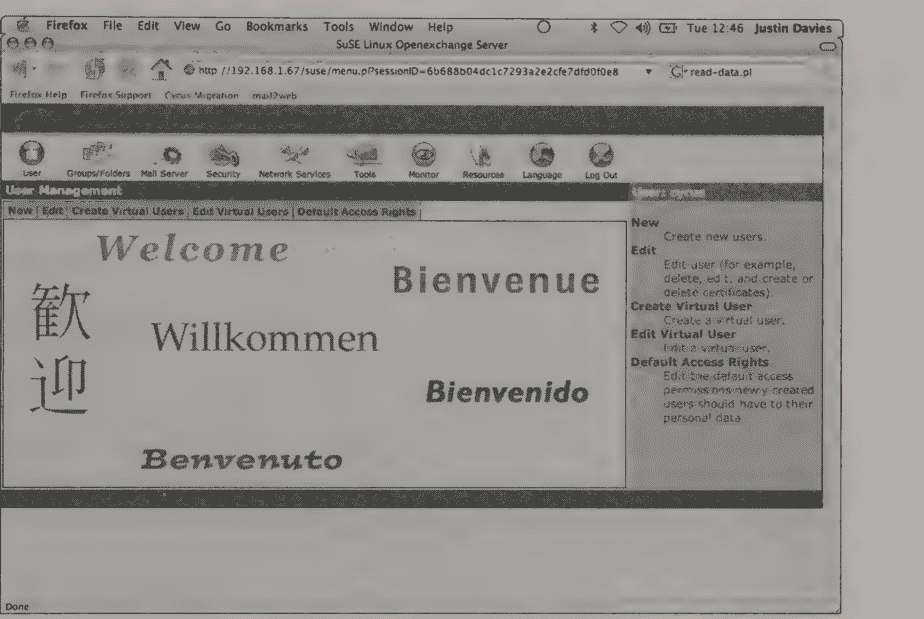 Firefox File Edit View Go Bookmarks Tools Window Help Tue 12:46 Justin Davies
SuSE Linux Openexchange Server
http://192.168.1.67/suse/menu.pl?sessionID=6b688b04dc1c7293a2e2cfe7dfd0f0e8 read-data.pl
Firefox Help Firefox Support Cyrus Migration mail2web
User Groups/Folders Mail Server Security Network Services Tools Monitor Resources Language Log Out
User Management
New | Edit | Create Virtual Users | Edit Virtual Users | Default Access Rights |
Welcome
Bienvenue
歓迎
Willkommen
Bienvenido
Benvenuto
New
Create new users.
Edit
Edit user (for example,
delete, edit, and create or
delete certificates).
Create Virtual User
Create a virtual user.
Edit Virtual User
Edit a virtual user.
Default Access Rights
Edit the default access
permissions newly created
users should have to their
personal data
Done